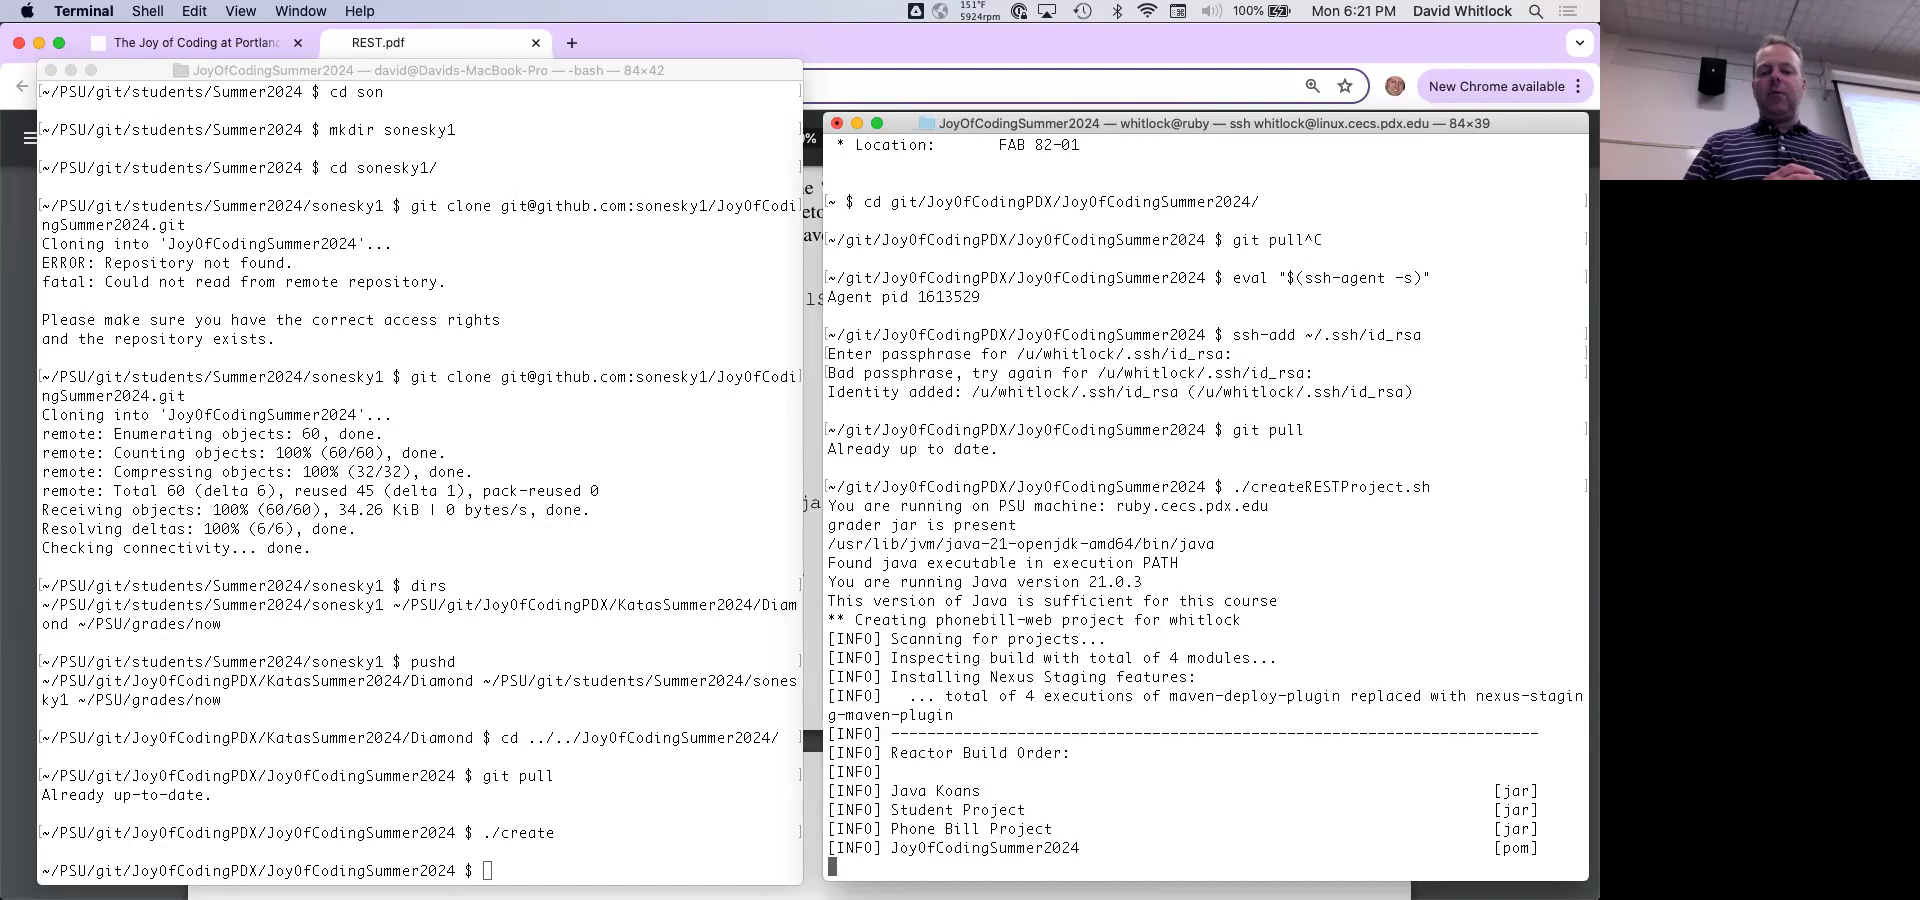 Terminal Shell Edit View Window Help 151°F 5924rpm 100% Mon 6:21 PM David Whitlock
The Joy of Coding at Portlan REST.pdf
New Chrome available
JoyOfCodingSummer2024 — david@Davids-MacBook-Pro — -bash — 84×42
[~/PSU/git/students/Summer2024 $ cd son ]
[~/PSU/git/students/Summer2024 $ mkdir sonesky1 ]
[~/PSU/git/students/Summer2024 $ cd sonesky1/ ]
[~/PSU/git/students/Summer2024/sonesky1 $ git clone git@github.com:sonesky1/JoyOfCodi]
ngSummer2024.git
Cloning into 'JoyOfCodingSummer2024'...
ERROR: Repository not found.
fatal: Could not read from remote repository.
Please make sure you have the correct access rights
and the repository exists.
[~/PSU/git/students/Summer2024/sonesky1 $ git clone git@github.com:sonesky1/JoyOfCodi]
ngSummer2024.git
Cloning into 'JoyOfCodingSummer2024'...
remote: Enumerating objects: 60, done.
remote: Counting objects: 100% (60/60), done.
remote: Compressing objects: 100% (32/32), done.
remote: Total 60 (delta 6), reused 45 (delta 1), pack-reused 0
Receiving objects: 100% (60/60), 34.26 KiB | 0 bytes/s, done.
Resolving deltas: 100% (6/6), done.
Checking connectivity... done.
[~/PSU/git/students/Summer2024/sonesky1 $ dirs ]
~/PSU/git/students/Summer2024/sonesky1 ~/PSU/git/JoyOfCodingPDX/KatasSummer2024/Diam
ond ~/PSU/grades/now
[~/PSU/git/students/Summer2024/sonesky1 $ pushd ]
~/PSU/git/JoyOfCodingPDX/KatasSummer2024/Diamond ~/PSU/git/students/Summer2024/sones
ky1 ~/PSU/grades/now
[~/PSU/git/JoyOfCodingPDX/KatasSummer2024/Diamond $ cd ../../JoyOfCodingSummer2024/ ]
[~/PSU/git/JoyOfCodingPDX/JoyOfCodingSummer2024 $ git pull ]
Already up-to-date.
[~/PSU/git/JoyOfCodingPDX/JoyOfCodingSummer2024 $ ./create ]
~/PSU/git/JoyOfCodingPDX/JoyOfCodingSummer2024 $
JoyOfCodingSummer2024 — whitlock@ruby — ssh whitlock@linux.cecs.pdx.edu — 84×39
* Location: FAB 82-01
[~ $ cd git/JoyOfCodingPDX/JoyOfCodingSummer2024/ ]
[~/git/JoyOfCodingPDX/JoyOfCodingSummer2024 $ git pull^C ]
[~/git/JoyOfCodingPDX/JoyOfCodingSummer2024 $ eval "$(ssh-agent -s)" ]
Agent pid 1613529
[~/git/JoyOfCodingPDX/JoyOfCodingSummer2024 $ ssh-add ~/.ssh/id_rsa ]
[Enter passphrase for /u/whitlock/.ssh/id_rsa: ]
[Bad passphrase, try again for /u/whitlock/.ssh/id_rsa: ]
Identity added: /u/whitlock/.ssh/id_rsa (/u/whitlock/.ssh/id_rsa)
[~/git/JoyOfCodingPDX/JoyOfCodingSummer2024 $ git pull ]
Already up to date.
[~/git/JoyOfCodingPDX/JoyOfCodingSummer2024 $ ./createRESTProject.sh ]
You are running on PSU machine: ruby.cecs.pdx.edu
grader jar is present
/usr/lib/jvm/java-21-openjdk-amd64/bin/java
Found java executable in execution PATH
You are running Java version 21.0.3
This version of Java is sufficient for this course
** Creating phonebill-web project for whitlock
[INFO] Scanning for projects...
[INFO] Inspecting build with total of 4 modules...
[INFO] Installing Nexus Staging features:
[INFO]   ... total of 4 executions of maven-deploy-plugin replaced with nexus-stagin
g-maven-plugin
[INFO] ------------------------------------------------------------------------
[INFO] Reactor Build Order:
[INFO]
[INFO] Java Koans [jar]
[INFO] Student Project [jar]
[INFO] Phone Bill Project [jar]
[INFO] JoyOfCodingSummer2024 [pom]